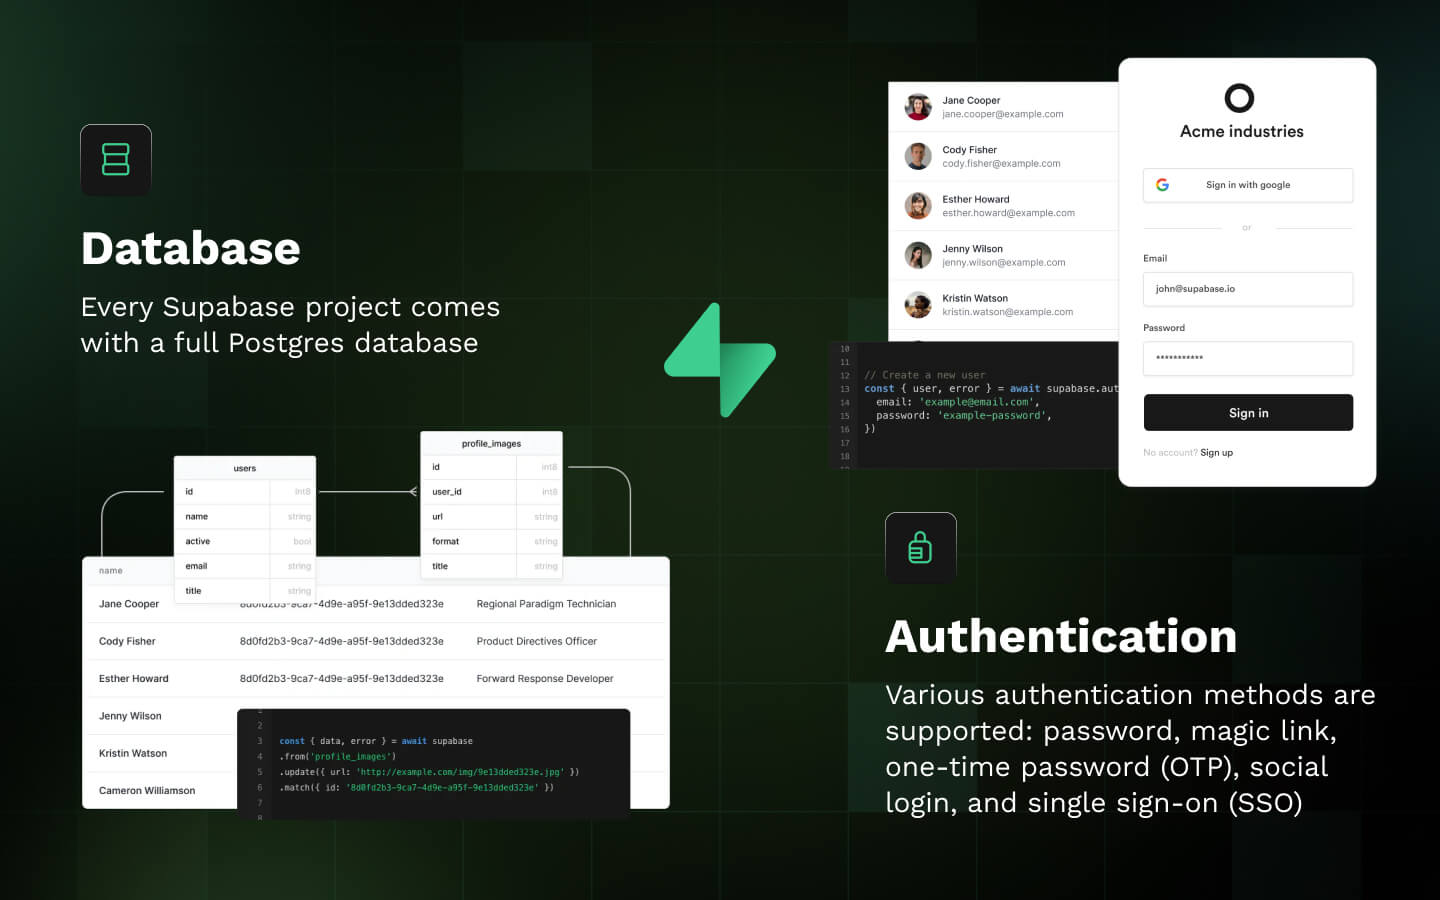 Database
Every Supabase project comes
with a full Postgres database
users
id int8
name string
active bool
email string
title string
profile_images
id int8
user_id int8
url string
format string
title string
name
Jane Cooper 8d0fd2b3-9ca7-4d9e-a95f-9e13dded323e Regional Paradigm Technician
Cody Fisher 8d0fd2b3-9ca7-4d9e-a95f-9e13dded323e Product Directives Officer
Esther Howard 8d0fd2b3-9ca7-4d9e-a95f-9e13dded323e Forward Response Developer
Jenny Wilson
Kristin Watson
Cameron Williamson
2
3 const { data, error } = await supabase
4 .from('profile_images')
5 .update({ url: 'http://example.com/img/9e13dded323e.jpg' })
6 .match({ id: '8d0fd2b3-9ca7-4d9e-a95f-9e13dded323e' })
7
8
Jane Cooper
jane.cooper@example.com
Cody Fisher
cody.fisher@example.com
Esther Howard
esther.howard@example.com
Jenny Wilson
jenny.wilson@example.com
Kristin Watson
kristin.watson@example.com
10
11
12 // Create a new user
13 const { user, error } = await supabase.aut
14 email: 'example@email.com',
15 password: 'example-password',
16 })
17
18
Acme industries
Sign in with google
or
Email
john@supabase.io
Password
***********
Sign in
No account? Sign up
Authentication
Various authentication methods are
supported: password, magic link,
one-time password (OTP), social
login, and single sign-on (SSO)